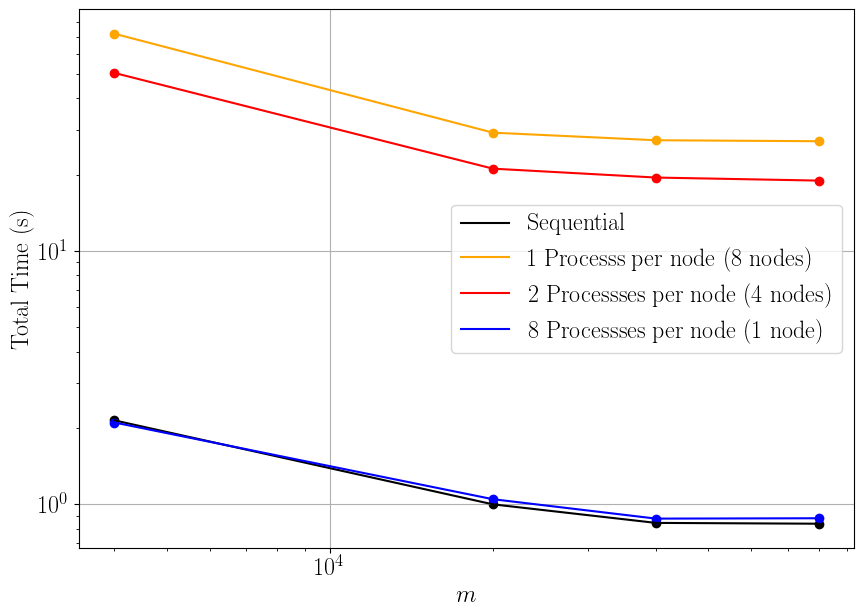 Total Time (s)
10^1
10^0
Sequential
1 Processs per node (8 nodes)
2 Processses per node (4 nodes)
8 Processses per node (1 node)
10^4
m